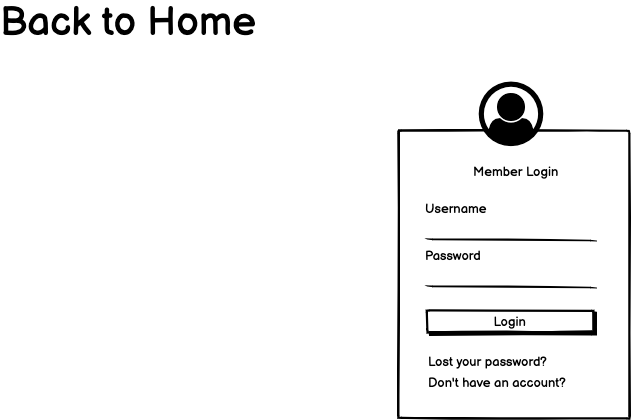 Back to Home
Member Login
Username
Password
Login
Lost your password?
Don't have an account?